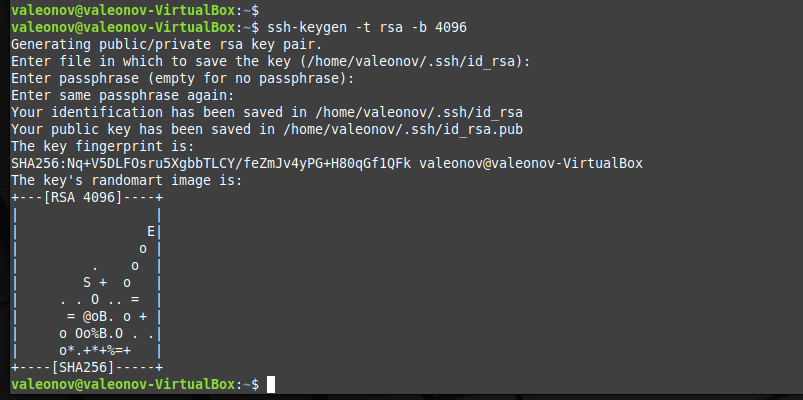 valeonov@valeonov-VirtualBox:~$
valeonov@valeonov-VirtualBox:~$ ssh-keygen -t rsa -b 4096
Generating public/private rsa key pair.
Enter file in which to save the key (/home/valeonov/.ssh/id_rsa):
Enter passphrase (empty for no passphrase):
Enter same passphrase again:
Your identification has been saved in /home/valeonov/.ssh/id_rsa
Your public key has been saved in /home/valeonov/.ssh/id_rsa.pub
The key fingerprint is:
SHA256:Nq+V5DLFOsru5XgbbTLCY/feZmJv4yPG+H80qGf1QFk valeonov@valeonov-VirtualBox
The key's randomart image is:
+---[RSA 4096]----+
|                 |
|                E|
|               o |
|         .    o  |
|        S +  o   |
|     . . O .. =  |
|      = @oB. o + |
|     o Oo%B.O . .|
|     o*.+*+%=+   |
+----[SHA256]-----+
valeonov@valeonov-VirtualBox:~$